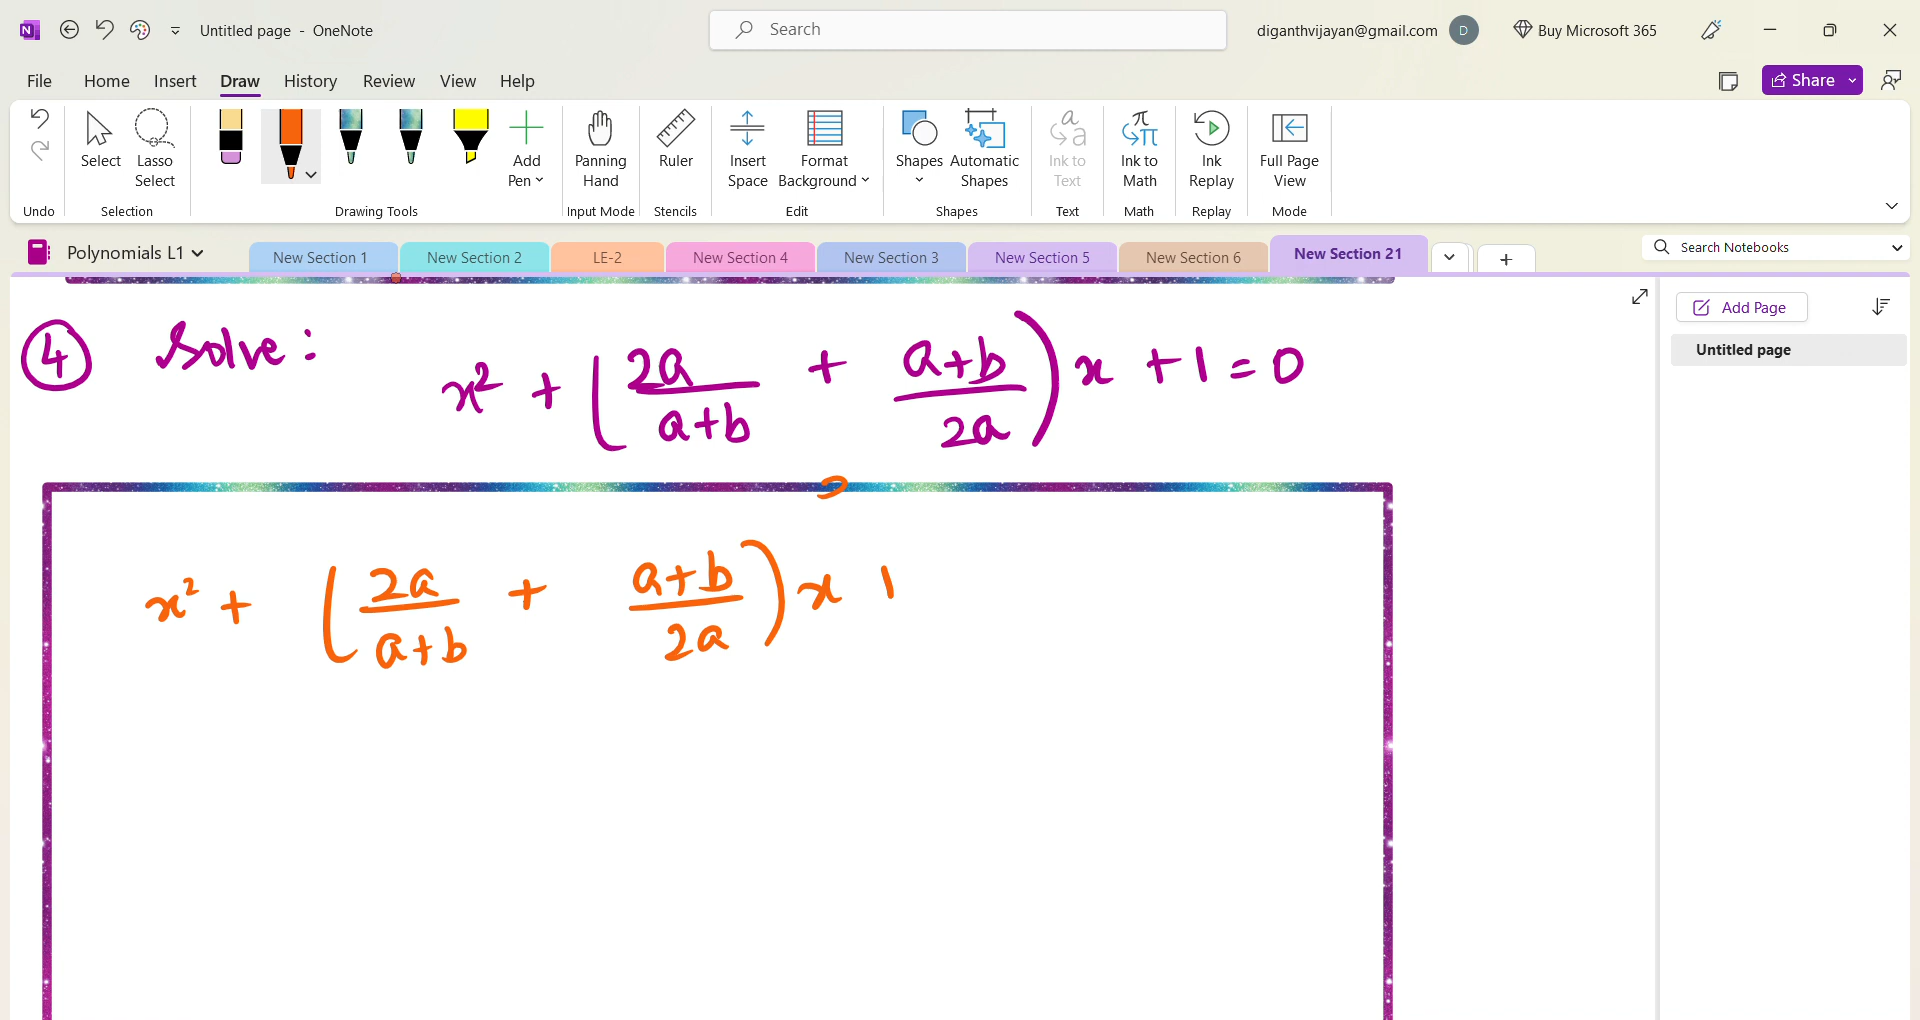 Untitled page - OneNote
Search
diganthvijayan@gmail.com
D
Buy Microsoft 365
File Home Insert Draw History Review View Help
Share
Select
Lasso Select
Add Pen
Panning Hand
Ruler
Insert Space
Format Background
Shapes
Automatic Shapes
Ink to Text
Ink to Math
Ink Replay
Full Page View
Undo Selection Drawing Tools Input Mode Stencils Edit Shapes Text Math Replay Mode
Polynomials L1
New Section 1 New Section 2 LE-2 New Section 4 New Section 3 New Section 5 New Section 6 New Section 21
Search Notebooks
Add Page
Untitled page
4 Solve :
x² + (2a/a+b + a+b/2a) x + 1 = 0
x² + (2a/a+b + a+b/2a) x 1